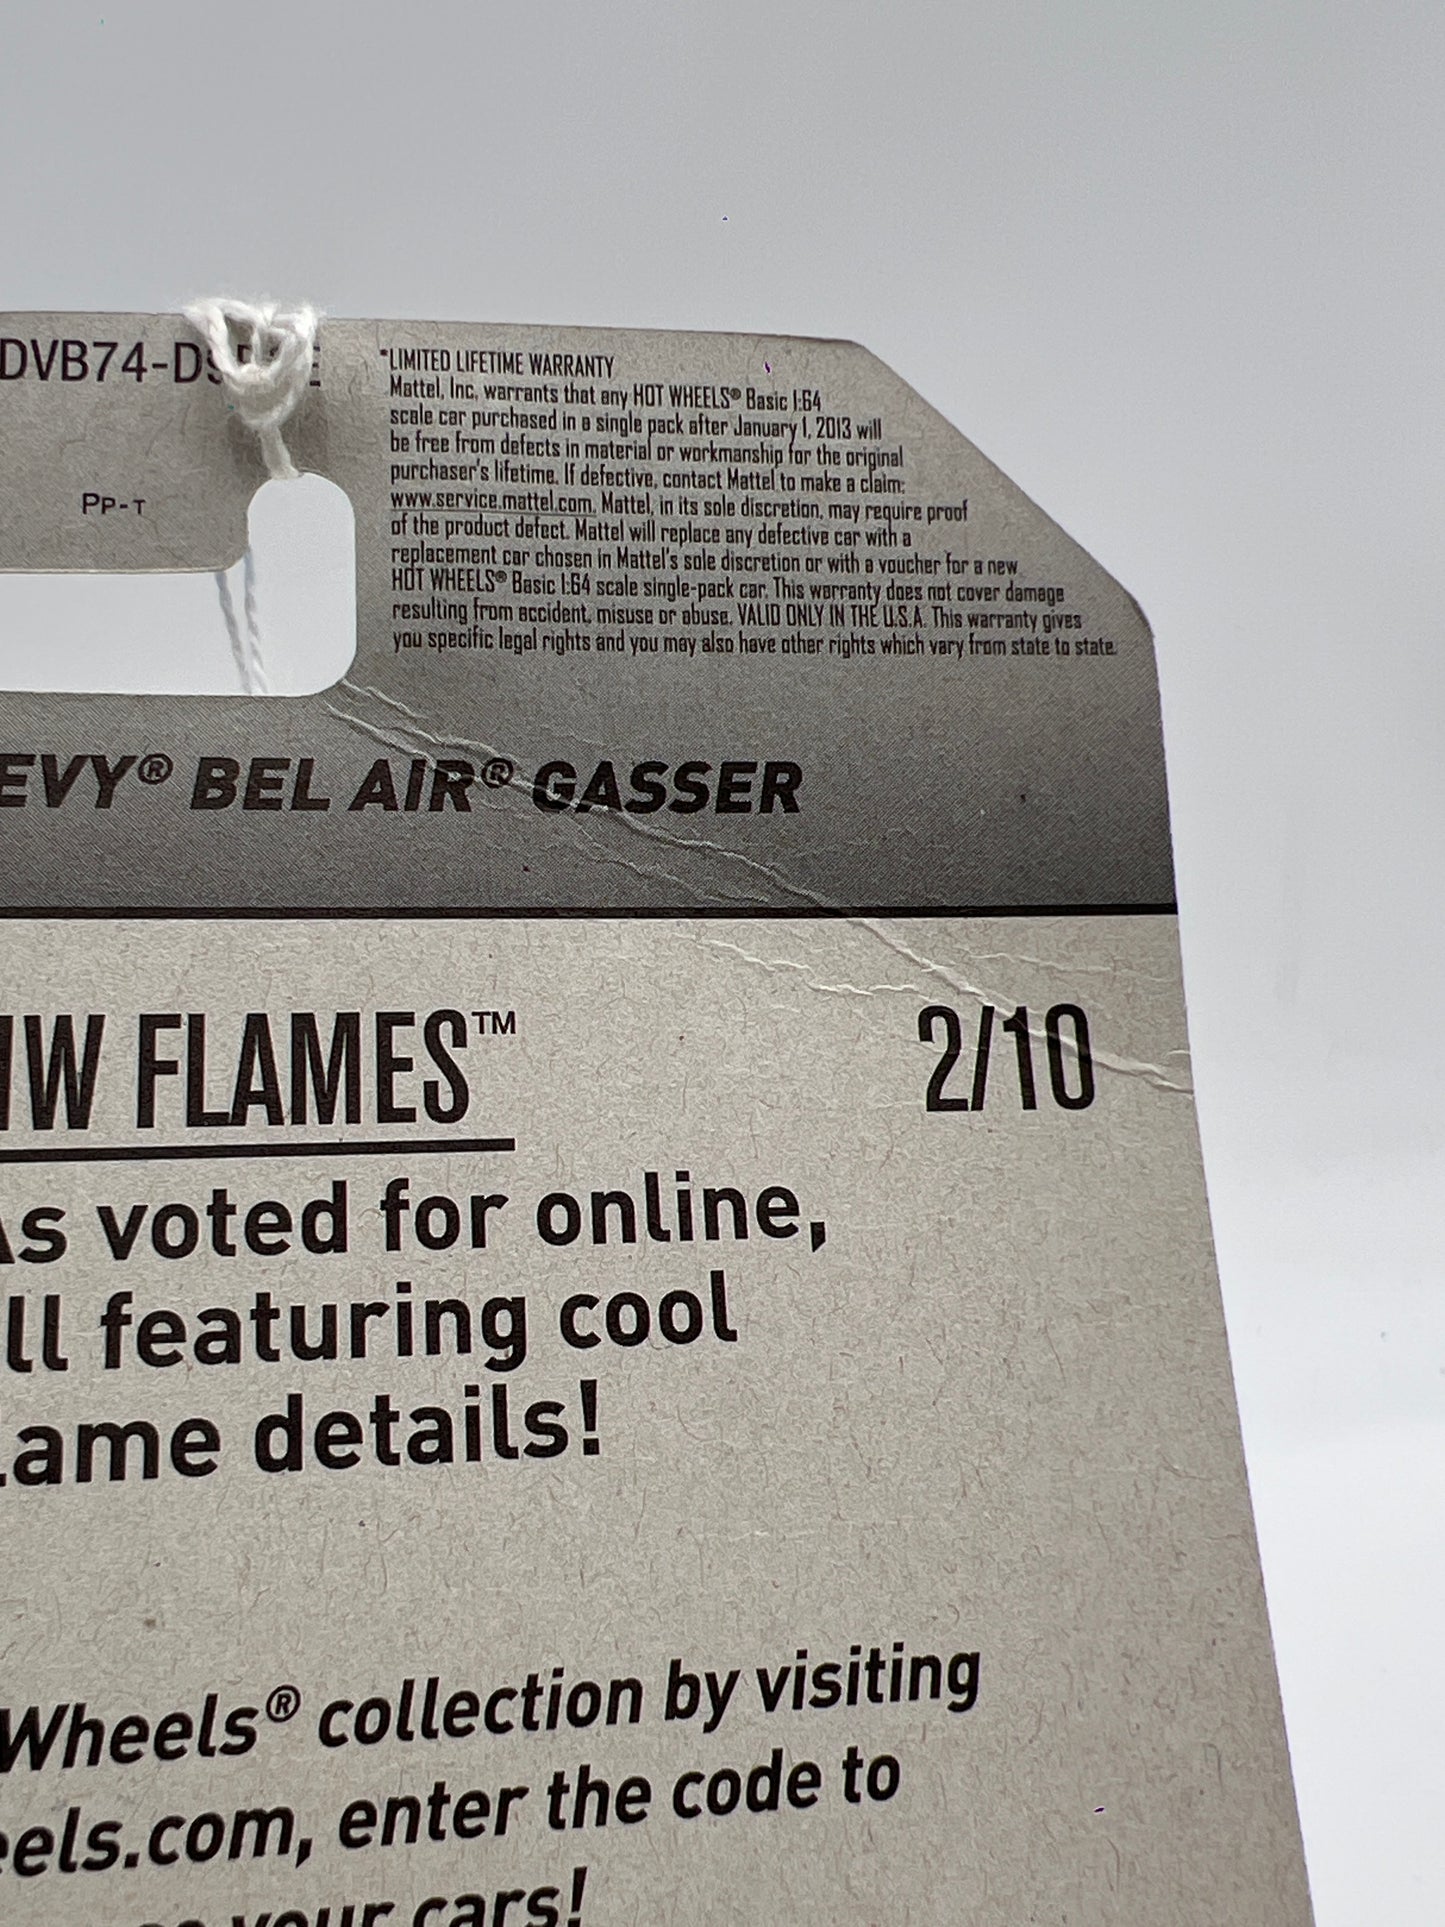 DVB74-D9
PP-T
*LIMITED LIFETIME WARRANTY
Mattel, Inc. warrants that any HOT WHEELS® Basic 1:64
scale car purchased in a single pack after January 1, 2013 will
be free from defects in material or workmanship for the original
purchaser's lifetime. If defective, contact Mattel to make a claim:
www.service.mattel.com. Mattel, in its sole discretion, may require proof
of the product defect. Mattel will replace any defective car with a
replacement car chosen in Mattel's sole discretion or with a voucher for a new
HOT WHEELS® Basic 1:64 scale single-pack car. This warranty does not cover damage
resulting from accident, misuse or abuse. VALID ONLY IN THE U.S.A. This warranty gives
you specific legal rights and you may also have other rights which vary from state to state.
EVY® BEL AIR® GASSER
HW FLAMES™ 2/10
As voted for online,
ll featuring cool
ame details!
Wheels® collection by visiting
eels.com, enter the code to
your cars!